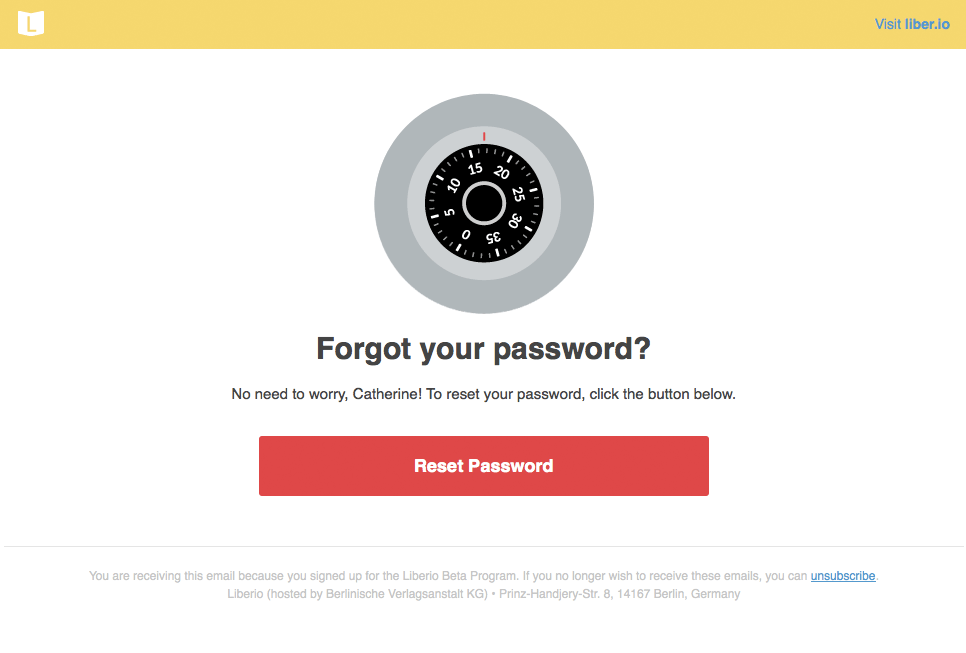 L
Visit liber.io
15
20
10
25
5
30
0
35
Forgot your password?
No need to worry, Catherine! To reset your password, click the button below.
Reset Password
You are receiving this email because you signed up for the Liberio Beta Program. If you no longer wish to receive these emails, you can unsubscribe.
Liberio (hosted by Berlinische Verlagsanstalt KG) • Prinz-Handjery-Str. 8, 14167 Berlin, Germany